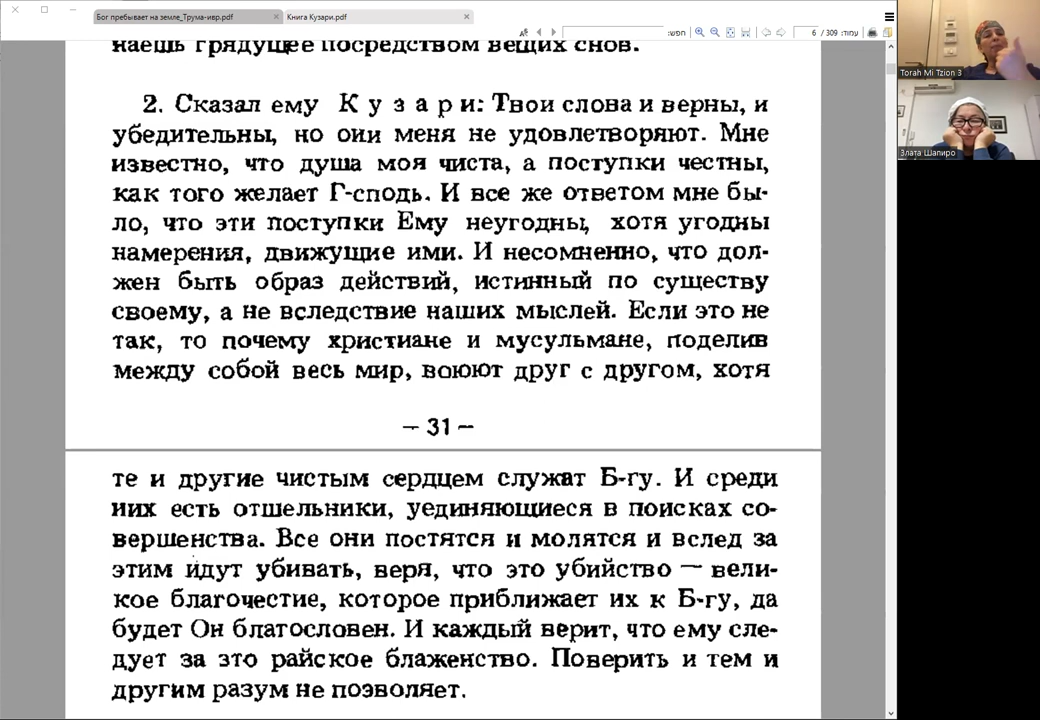 Бог пребывает на земле_Трума-ивр.pdf
Книга Кузари.pdf
חפש:
6 / 309 :עמוד
наешь грядущее посредством вещих снов.
2. Сказал ему Кузари: Твои слова и верны, и
убедительны, но они меня не удовлетворяют. Мне
известно, что душа моя чиста, а поступки честны,
как того желает Г-сподь. И все же ответом мне бы-
ло, что эти поступки Ему неугодны, хотя угодны
намерения, движущие ими. И несомненно, что дол-
жен быть образ действий, истинный по существу
своему, а не вследствие наших мыслей. Если это не
так, то почему христиане и мусульмане, поделив
между собой весь мир, воюют друг с другом, хотя
– 31 –
те и другие чистым сердцем служат Б-гу. И среди
них есть отшельники, уединяющиеся в поисках со-
вершенства. Все они постятся и молятся и вслед за
этим идут убивать, веря, что это убийство — вели-
кое благочестие, которое приближает их к Б-гу, да
будет Он благословен. И каждый верит, что ему сле-
дует за это райское блаженство. Поверить и тем и
другим разум не позволяет.
Torah Mi Tzion 3
Злата Шапиро